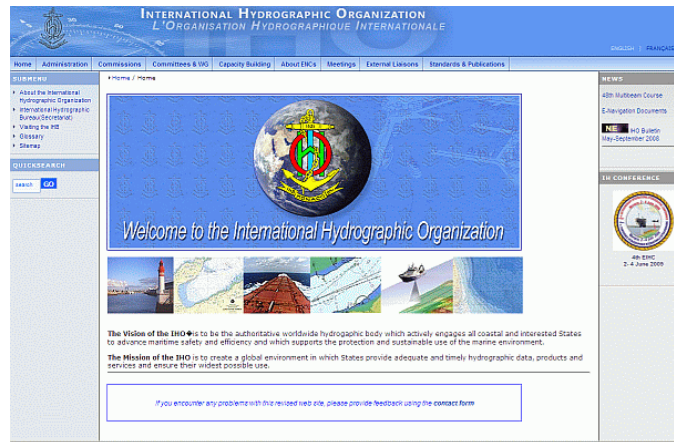 INTERNATIONAL HYDROGRAPHIC ORGANIZATION
L'ORGANISATION HYDROGRAPHIQUE INTERNATIONALE
ENGLISH | FRANÇAIS
Home Administration Commissions Committees & WG Capacity Building About ENCs Meetings External Liaisons Standards & Publications
SUBMENU
About the International
Hydrographic Organization
International Hydrographic
Bureau(Secretariat)
Visiting the IHB
Glossary
Sitemap
QUICKSEARCH
search GO
Home / Home
Welcome to the International Hydrographic Organization
The Vision of the IHO�is to be the authoritative worldwide hydrogaphic body which actively engages all coastal and interested States
to advance maritime safety and efficiency and which supports the protection and sustainable use of the marine environment.
The Mission of the IHO is to create a global environment in which States provide adequate and timely hydrographic data, products and
services and ensure their widest possible use.
If you encounter any problems with this revised web site, please provide feedback using the contact form
NEWS
48th Multibeam Course
E-Navigation Documents
IHO Bulletin
May-September 2008
IH CONFERENCE
4th EIHC
2- 4 June 2009